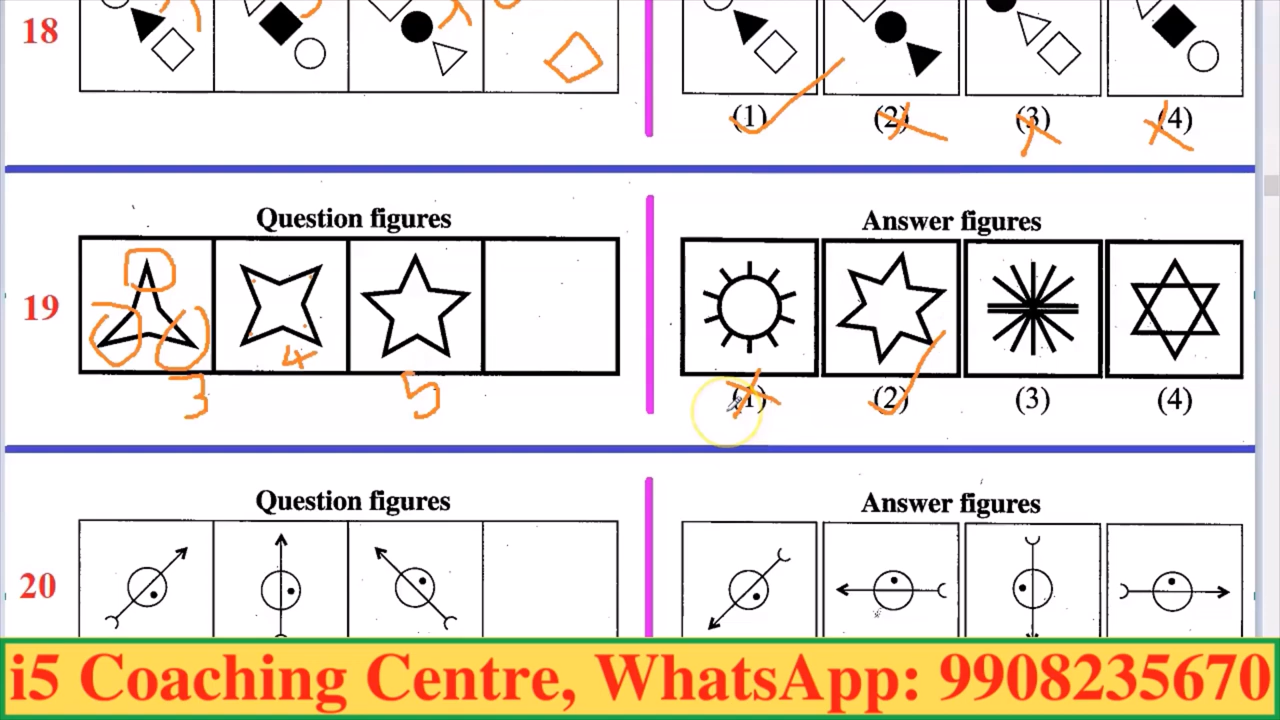 18
(1) (2) (3) (4)
Question figures
Answer figures
19
4
3 5
(1) (2) (3) (4)
Question figures
Answer figures
20
i5 Coaching Centre, WhatsApp: 9908235670